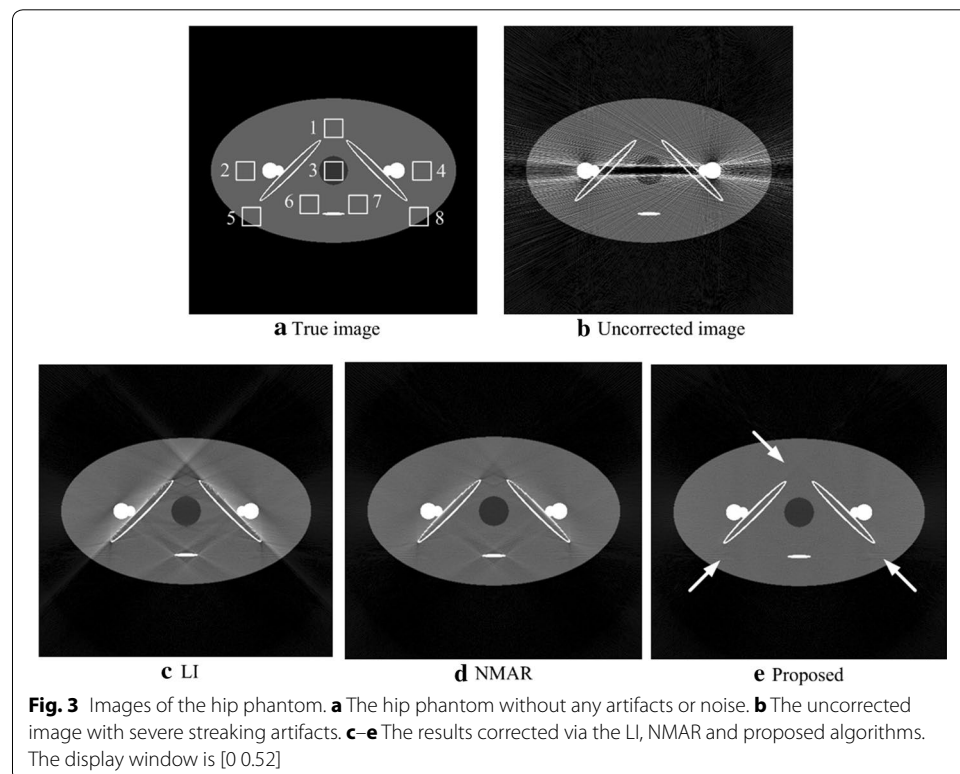 1
2
3
4
5
6
7
8
a True image
b Uncorrected image
c LI
d NMAR
e Proposed
Fig. 3 Images of the hip phantom. a The hip phantom without any artifacts or noise. b The uncorrected
image with severe streaking artifacts. c–e The results corrected via the LI, NMAR and proposed algorithms.
The display window is [0 0.52]